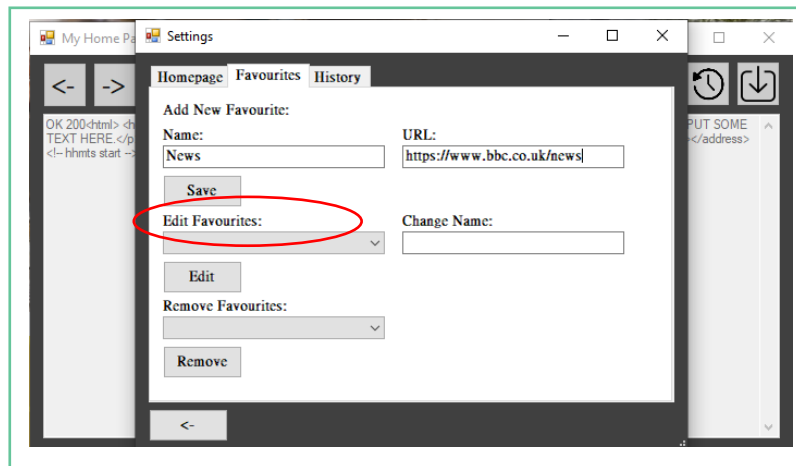 My Home Pa
Settings
<- ->
Homepage Favourites History
Add New Favourite:
Name: URL:
News https://www.bbc.co.uk/news
Save
Edit Favourites: Change Name:
Edit
Remove Favourites:
Remove
<-
OK 200<html> <h
TEXT HERE.</p
<!-- hhmts start --
PUT SOME
></address>